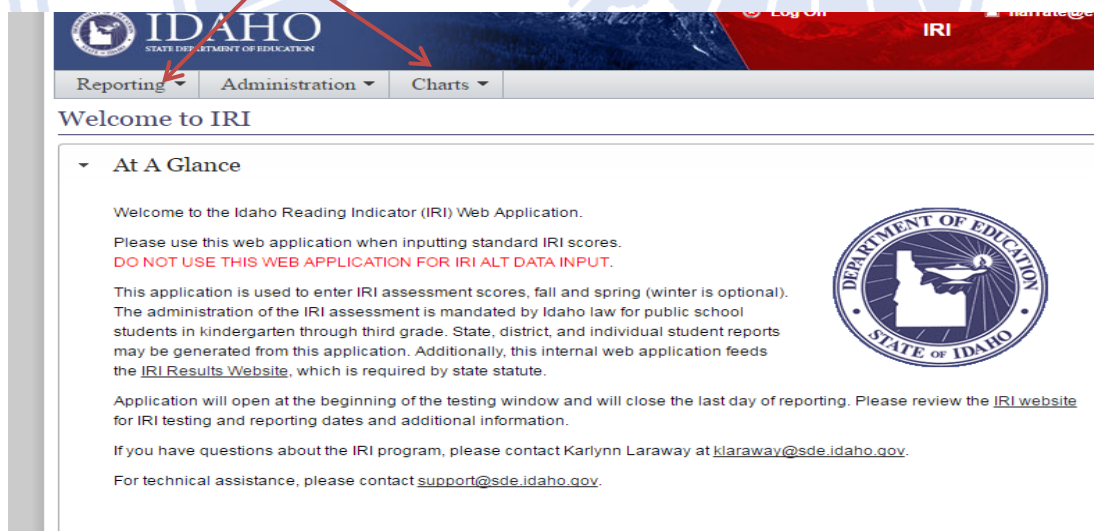 IDAHO
STATE DEPARTMENT OF EDUCATION
Log On
IRI
Reporting Administration Charts
Welcome to IRI
At A Glance
Welcome to the Idaho Reading Indicator (IRI) Web Application.
Please use this web application when inputting standard IRI scores.
DO NOT USE THIS WEB APPLICATION FOR IRI ALT DATA INPUT.
This application is used to enter IRI assessment scores, fall and spring (winter is optional).
The administration of the IRI assessment is mandated by Idaho law for public school
students in kindergarten through third grade. State, district, and individual student reports
may be generated from this application. Additionally, this internal web application feeds
the IRI Results Website, which is required by state statute.
DEPARTMENT OF EDUCATION
STATE OF IDAHO
Application will open at the beginning of the testing window and will close the last day of reporting. Please review the IRI website
for IRI testing and reporting dates and additional information.
If you have questions about the IRI program, please contact Karlynn Laraway at klaraway@sde.idaho.gov.
For technical assistance, please contact support@sde.idaho.gov.